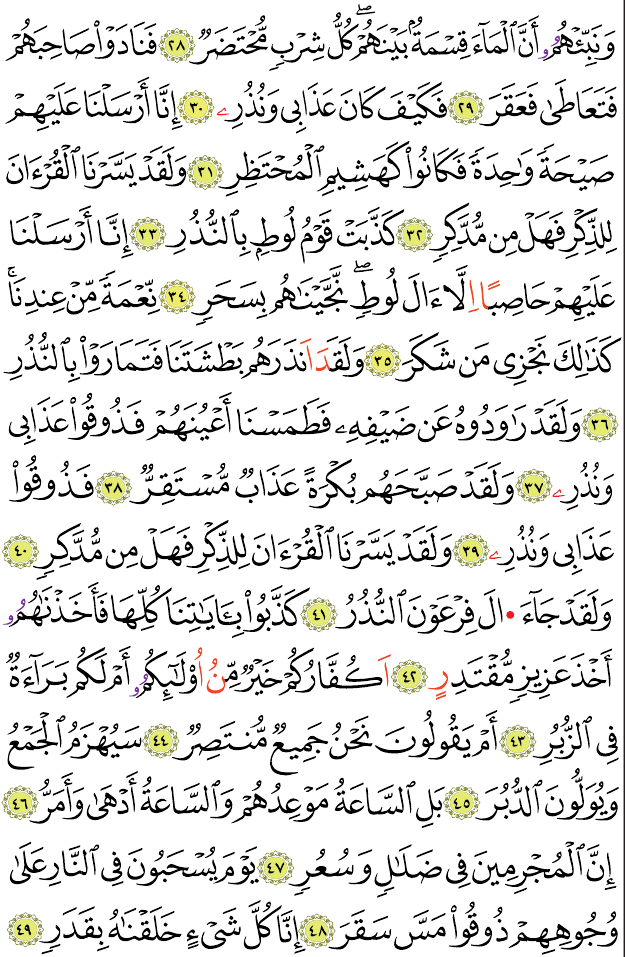 وَنَبِّئْهُمُۥٓ أَنَّ ٱلْمَآءَ قِسْمَةُۢ بَيْنَهُمْۖ كُلُّ شِرْبٖ مُّحْتَضَرٞ ٢٨ فَنَادَوْاْ صَاحِبَهُمْ
فَتَعَاطَىٰ فَعَقَرَ ٢٩ فَكَيْفَ كَانَ عَذَابِى وَنُذُرِۦ ٣٠ إِنَّا أَرْسَلْنَا عَلَيْهِمْ
صَيْحَةٗ وَٰحِدَةٗ فَكَانُواْ كَهَشِيمِ ٱلْمُحْتَظِرِ ٣١ وَلَقَدْ يَسَّرْنَا ٱلْقُرْءَانَ
لِلذِّكْرِ فَهَلْ مِن مُّدَّكِرٖ ٣٢ كَذَّبَتْ قَوْمُ لُوطِۭ بِالنُّذُرِ ٣٣ إِنَّا أَرْسَلْنَا
عَلَيْهِمْ حَاصِبًا اِلَّا ءَالَ لُوطٖۖ نَّجَّيْنَٰهُم بِسَحَرٖ ٣٤ نِّعْمَةٗ مِّنْ عِندِنَاۚ
كَذَٰلِكَ نَجْزِى مَن شَكَرَ ٣٥ وَلَقَدَ اَنذَرَهُم بَطْشَتَنَا فَتَمَارَوْاْ بِالنُّذُرِ
٣٦ وَلَقَدْ رَٰوَدُوهُ عَن ضَيْفِهِۦ فَطَمَسْنَا أَعْيُنَهُمْ فَذُوقُواْ عَذَابِى
وَنُذُرِۦ ٣٧ وَلَقَدْ صَبَّحَهُم بُكْرَةً عَذَابٞ مُّسْتَقِرّٞ ٣٨ فَذُوقُواْ
عَذَابِى وَنُذُرِۦ ٣٩ وَلَقَدْ يَسَّرْنَا ٱلْقُرْءَانَ لِلذِّكْرِ فَهَلْ مِن مُّدَّكِرٖ ٤٠
وَلَقَدْ جَآءَ •الَ فِرْعَوْنَ ٱلنُّذُرُ ٤١ كَذَّبُواْ بِـَٔايَٰتِنَا كُلِّهَا فَأَخَذْنَٰهُمُۥٓ
أَخْذَ عَزِيزٖ مُّقْتَدِرٍ ٤٢ اَكُفَّارُكُمْ خَيْرٞ مِّنُ اُوْلَٰٓئِكُمُۥٓ أَمْ لَكُم بَرَآءَةٞ
فِى ٱلزُّبُرِ ٤٣ أَمْ يَقُولُونَ نَحْنُ جَمِيعٞ مُّنتَصِرٞ ٤٤ سَيُهْزَمُ ٱلْجَمْعُ
وَيُوَلُّونَ ٱلدُّبُرَ ٤٥ بَلِ ٱلسَّاعَةُ مَوْعِدُهُمْ وَٱلسَّاعَةُ أَدْهَىٰ وَأَمَرُّ ٤٦
إِنَّ ٱلْمُجْرِمِينَ فِى ضَلَٰلٖ وَسُعُرٖ ٤٧ يَوْمَ يُسْحَبُونَ فِى ٱلنَّارِ عَلَىٰ
وُجُوهِهِمْ ذُوقُواْ مَسَّ سَقَرَ ٤٨ إِنَّا كُلَّ شَىْءٍ خَلَقْنَٰهُ بِقَدَرٖ ٤٩